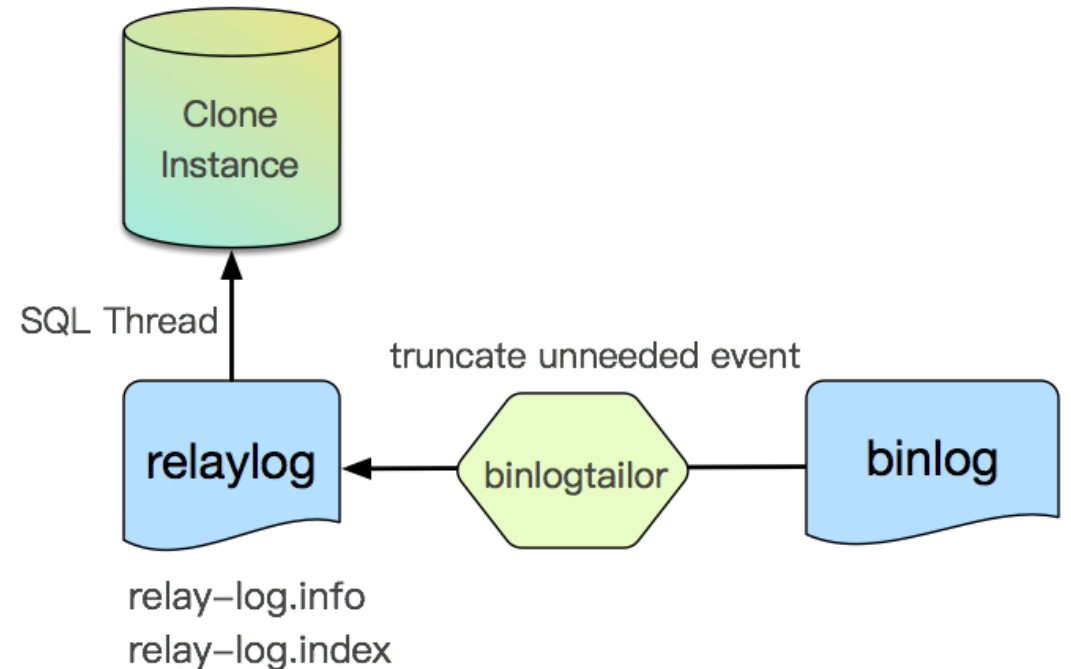 Clone
Instance
SQL Thread
truncate unneeded event
relaylog
binlogtailor
binlog
relay-log.info
relay-log.index